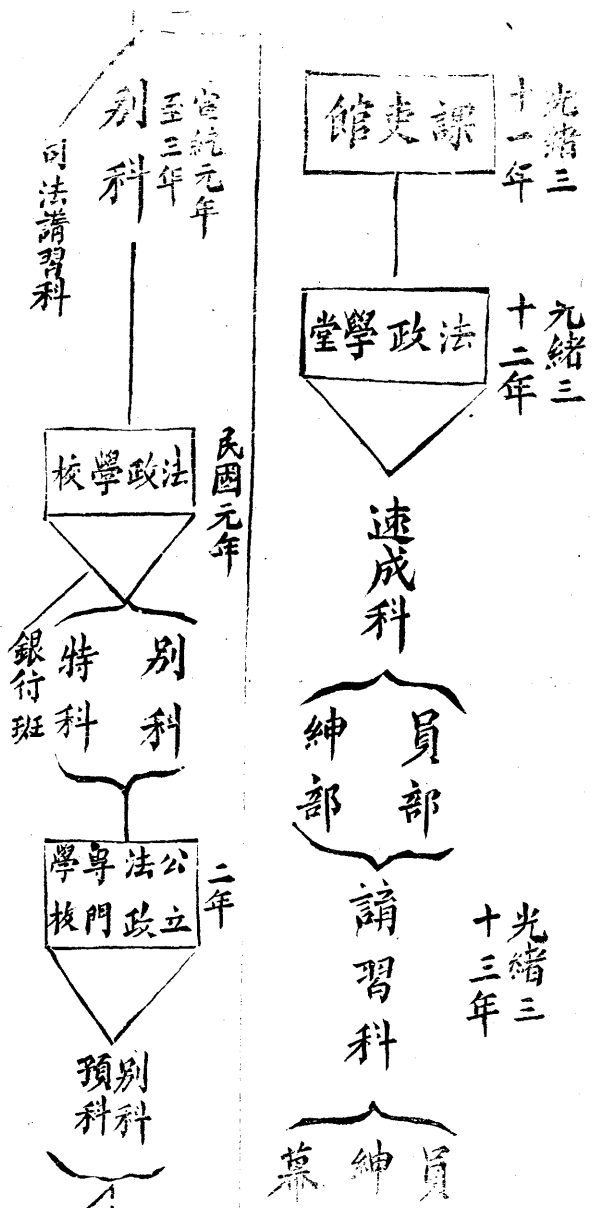 光緒三
十一年
課吏館
光緒三
十二年
法政學堂
速成科
員部
紳部
光緒三
十三年
講習科
員
紳
幕
宣統元年
至三年
別科
司法講習科
民國元年
法政學校
別科
特科
銀行班
二年
公立
法政
專門
學校
別科
預科